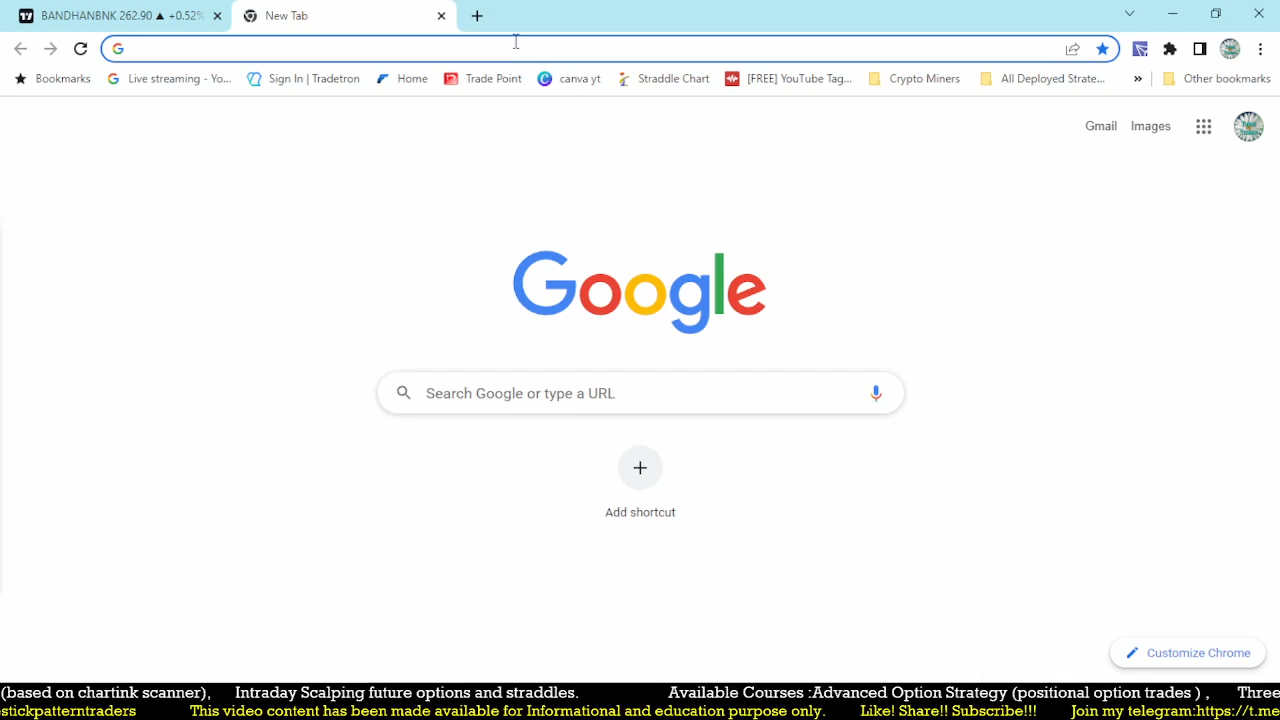 BANDHANBNK 262.90 ▲ +0.52%
New Tab
Bookmarks
Live streaming - Yo...
Sign In | Tradetron
Home
Trade Point
canva yt
Straddle Chart
[FREE] YouTube Tag...
Crypto Miners
All Deployed Strate...
»
Other bookmarks
Gmail
Images
Google
Search Google or type a URL
Add shortcut
Customize Chrome
(based on chartink scanner), Intraday Scalping future options and straddles. Available Courses :Advanced Option Strategy (positional option trades ) , Three
stickpatterntraders This video content has been made available for Informational and education purpose only. Like! Share!! Subscribe!!! Join my telegram:https://t.me